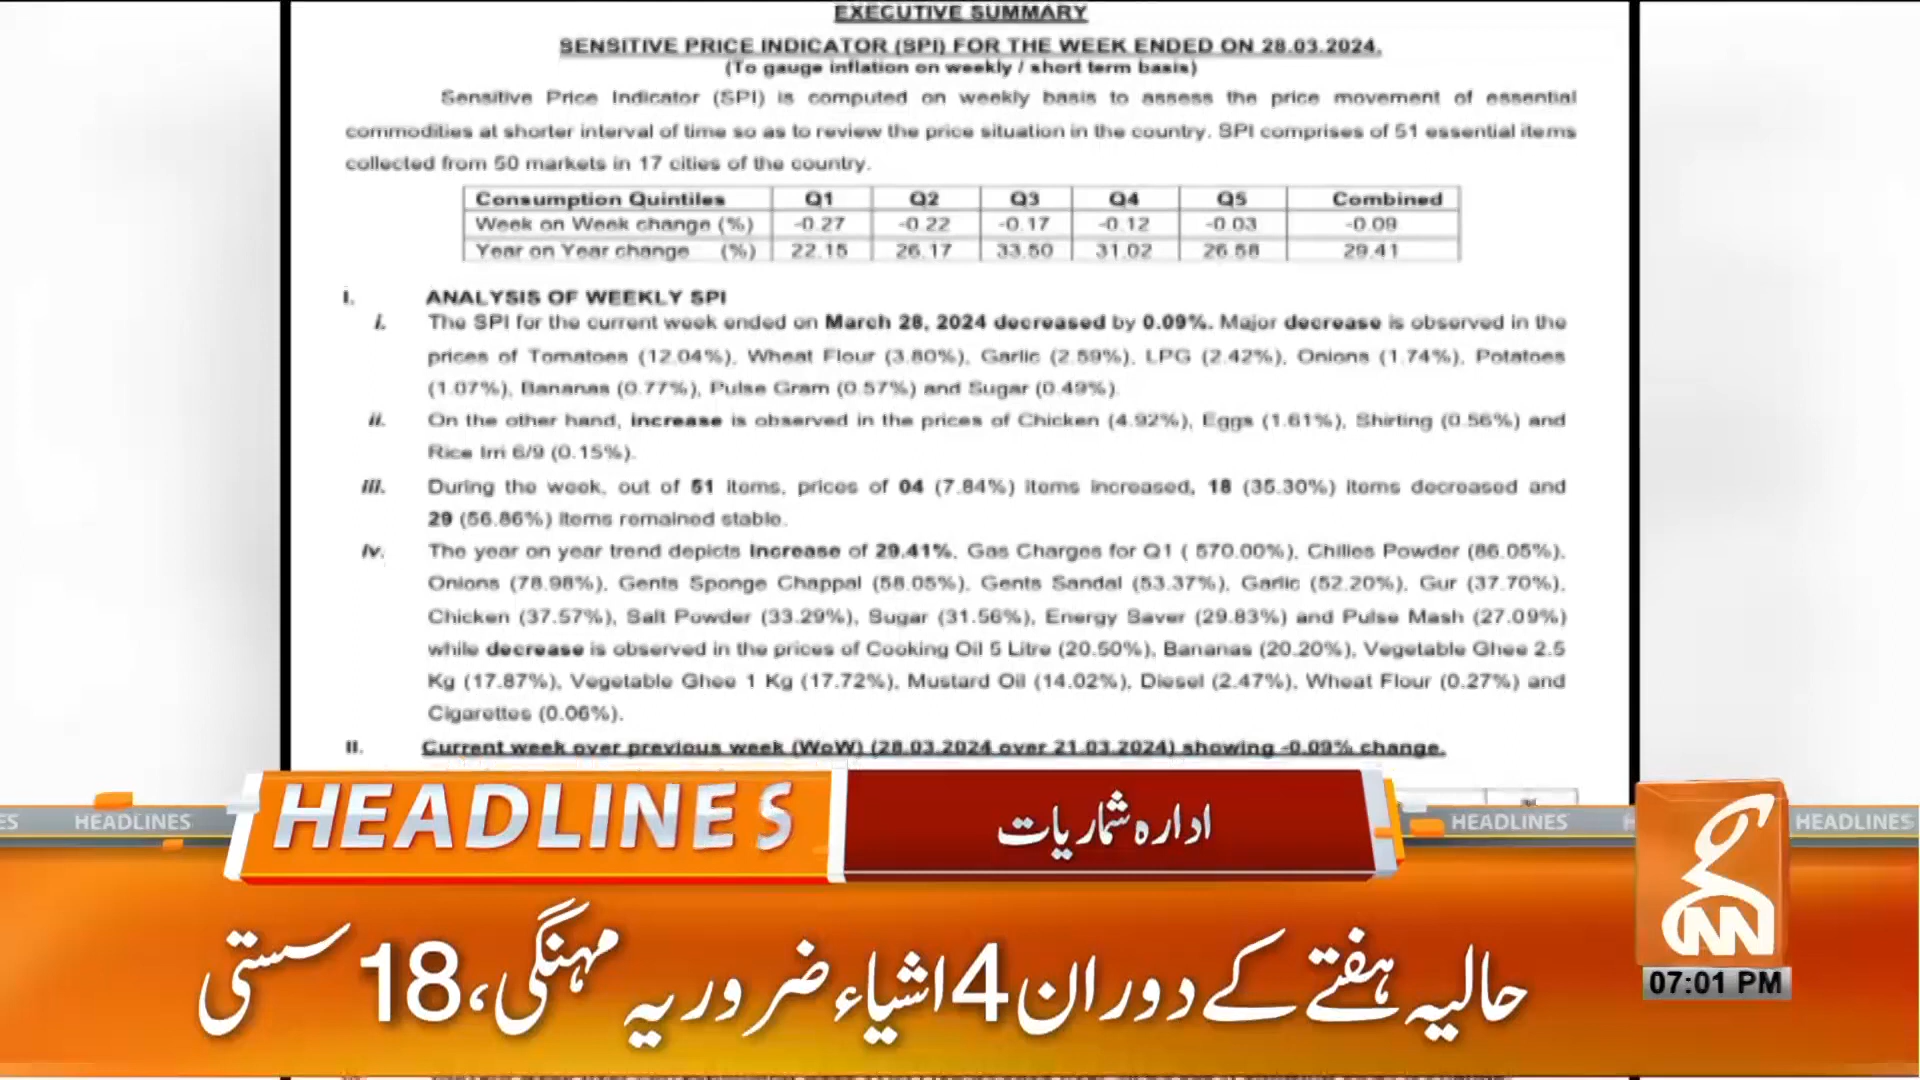 EXECUTIVE SUMMARY
SENSITIVE PRICE INDICATOR (SPI) FOR THE WEEK ENDED ON 28.03.2024.
(To gauge inflation on weekly / short term basis)
Sensitive Price Indicator (SPI) is computed on weekly basis to assess the price movement of essential
commodities at shorter interval of time so as to review the price situation in the country. SPI comprises of 51 essential items
collected from 50 markets in 17 cities of the country.
Consumption Quintiles Q1 Q2 Q3 Q4 Q5 Combined
Week on Week change (%) -0.27 -0.22 -0.17 -0.12 -0.03 -0.09
Year on Year change (%) 22.15 26.17 33.50 31.02 26.58 29.41
I. ANALYSIS OF WEEKLY SPI
i. The SPI for the current week ended on March 28, 2024 decreased by 0.09%. Major decrease is observed in the
prices of Tomatoes (12.04%), Wheat Flour (3.80%), Garlic (2.59%), LPG (2.42%), Onions (1.74%), Potatoes
(1.07%), Bananas (0.77%), Pulse Gram (0.57%) and Sugar (0.49%).
ii. On the other hand, increase is observed in the prices of Chicken (4.92%), Eggs (1.61%), Shirting (0.56%) and
Rice Irri 6/9 (0.15%).
iii. During the week, out of 51 items, prices of 04 (7.84%) items increased, 18 (35.30%) items decreased and
29 (56.86%) items remained stable.
iv. The year on year trend depicts increase of 29.41%, Gas Charges for Q1 ( 570.00%), Chilies Powder (86.05%),
Onions (78.98%), Gents Sponge Chappal (58.05%), Gents Sandal (53.37%), Garlic (52.20%), Gur (37.70%),
Chicken (37.57%), Salt Powder (33.29%), Sugar (31.56%), Energy Saver (29.83%) and Pulse Mash (27.09%)
while decrease is observed in the prices of Cooking Oil 5 Litre (20.50%), Bananas (20.20%), Vegetable Ghee 2.5
Kg (17.87%), Vegetable Ghee 1 Kg (17.72%), Mustard Oil (14.02%), Diesel (2.47%), Wheat Flour (0.27%) and
Cigarettes (0.06%).
II. Current week over previous week (WoW) (28.03.2024 over 21.03.2024) showing -0.09% change.
HEADLINES
ادارہ شماریات
HEADLINES
HEADLINES
HEADLINES
GNN
حالیہ ہفتے کے دوران 4 اشیاء ضروریہ مہنگی، 18 سستی
07:01 PM